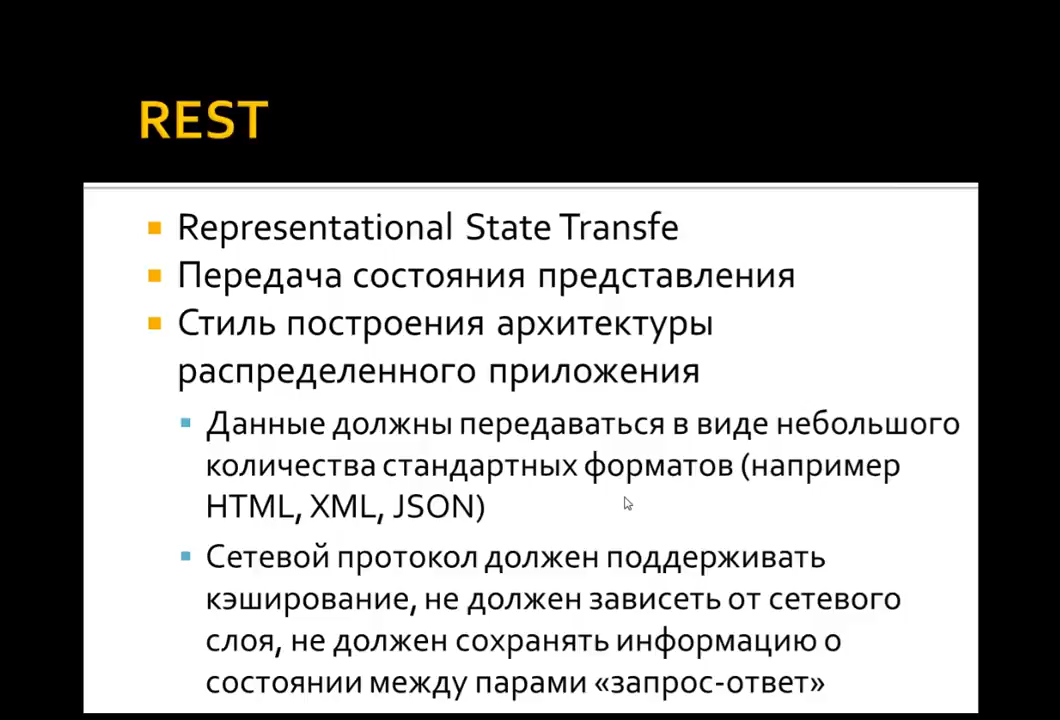 REST
Representational State Transfe
Передача состояния представления
Стиль построения архитектуры
распределенного приложения
Данные должны передаваться в виде небольшого
количества стандартных форматов (например
HTML, XML, JSON)
Сетевой протокол должен поддерживать
кэширование, не должен зависеть от сетевого
слоя, не должен сохранять информацию о
состоянии между парами «запрос-ответ»